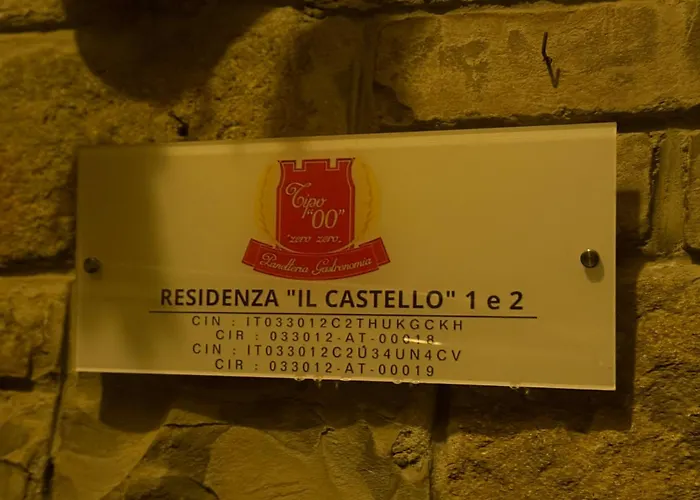 Tipo
"00"
"zero zero"
Panetteria Gastronomia
RESIDENZA "IL CASTELLO" 1 e 2
CIN : IT033012C2THUKGCKH
CIR : 033012-AT-00018
CIN : IT033012C2U34UN4CV
CIR : 033012-AT-00019